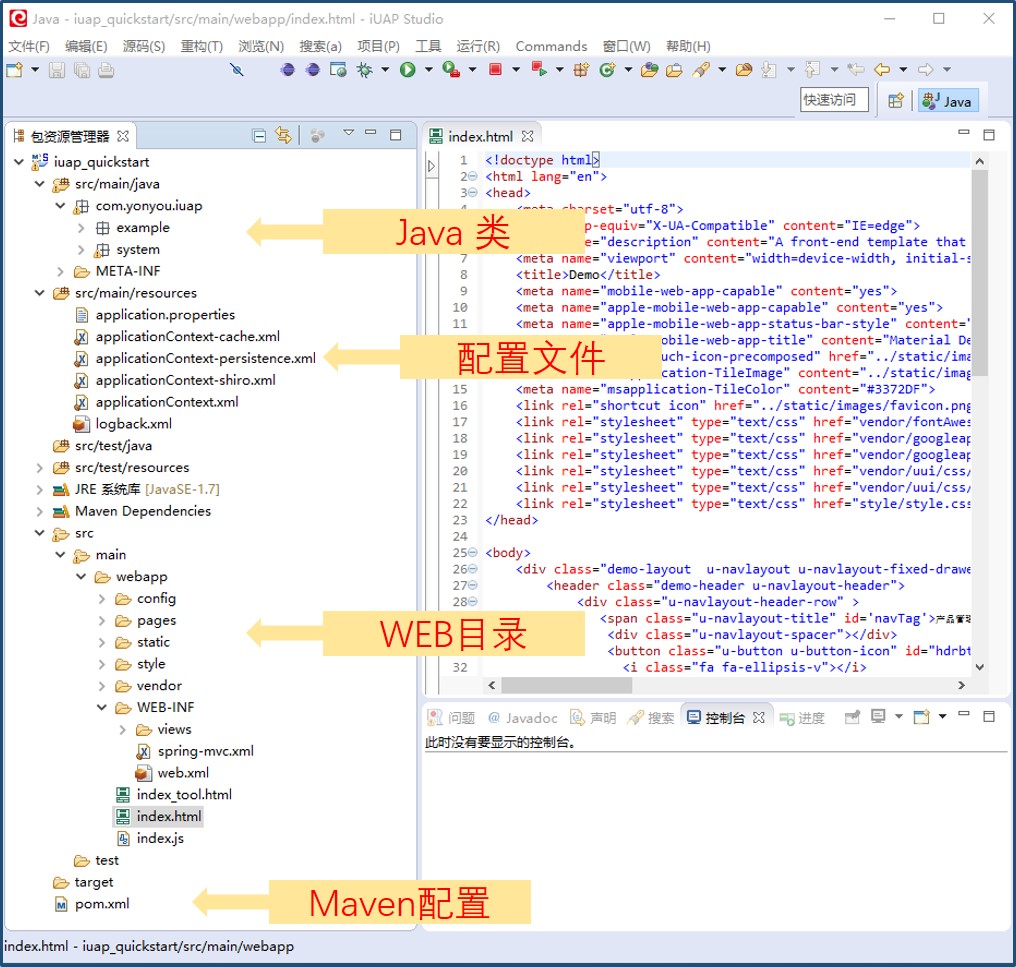 Java - iuap_quickstart/src/main/webapp/index.html - iUAP Studio
文件(F) 编辑(E) 源码(S) 重构(T) 浏览(N) 搜索(a) 项目(P) 工具 运行(R) Commands 窗口(W) 帮助(H)
快速访问 Java
包资源管理器
iuap_quickstart
src/main/java
com.yonyou.iuap
example
system
META-INF
src/main/resources
application.properties
applicationContext-cache.xml
applicationContext-persistence.xml
applicationContext-shiro.xml
applicationContext.xml
logback.xml
src/test/java
src/test/resources
JRE 系统库 [JavaSE-1.7]
Maven Dependencies
src
main
webapp
config
pages
static
style
vendor
WEB-INF
views
spring-mvc.xml
web.xml
index_tool.html
index.html
index.js
test
target
pom.xml
Java 类
配置文件
WEB目录
Maven配置
index.html
1 <!doctype html>
2 <html lang="en">
3 <head>
<meta charset="utf-8">
p-equiv="X-UA-Compatible" content="IE=edge">
e="description" content="A front-end template that
7 <meta name="viewport" content="width=device-width, initial-s
8 <title>Demo</title>
9 <meta name="mobile-web-app-capable" content="yes">
10 <meta name="apple-mobile-web-app-capable" content="yes">
11 <meta name="apple-mobile-web-app-status-bar-style" content="
mobile-web-app-title" content="Material De
uch-icon-precomposed" href="../static/ima
plication-TileImage" content="../static/imag
15 <meta name="msapplication-TileColor" content="#3372DF">
16 <link rel="shortcut icon" href="../static/images/favicon.png
17 <link rel="stylesheet" type="text/css" href="vendor/fontAwes
18 <link rel="stylesheet" type="text/css" href="vendor/googleap
19 <link rel="stylesheet" type="text/css" href="vendor/googleap
20 <link rel="stylesheet" type="text/css" href="vendor/uui/css/
21 <link rel="stylesheet" type="text/css" href="vendor/uui/css/
22 <link rel="stylesheet" type="text/css" href="style/style.css
23 </head>
24
25 <body>
26 <div class="demo-layout u-navlayout u-navlayout-fixed-drawe
27 <header class="demo-header u-navlayout-header">
28 <div class="u-navlayout-header-row" >
<span class="u-navlayout-title" id='navTag'>产品管理
<div class="u-navlayout-spacer"></div>
<button class="u-button u-button-icon" id="hdrbt
32 <i class="fa fa-ellipsis-v"></i>
问题 @ Javadoc 声明 搜索 控制台 进度
此时没有要显示的控制台。
index.html - iuap_quickstart/src/main/webapp